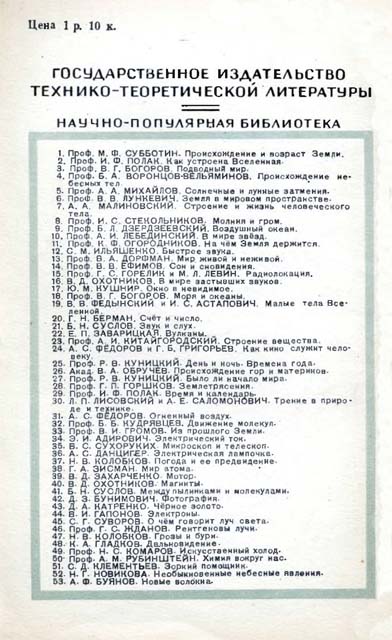 Цена 1 р. 10 к.
ГОСУДАРСТВЕННОЕ ИЗДАТЕЛЬСТВО
ТЕХНИКО-ТЕОРЕТИЧЕСКОЙ ЛИТЕРАТУРЫ
НАУЧНО-ПОПУЛЯРНАЯ БИБЛИОТЕКА
1. Проф. М. Ф. СУББОТИН. Происхождение и возраст Земли.
2. Проф. И. Ф. ПОЛАК. Как устроена Вселенная.
3. Проф. В. Г. БОГОРОВ. Подводный мир.
4. Проф. Б. А. ВОРОНЦОВ-ВЕЛЬЯМИНОВ. Происхождение не-
бесных тел.
5. Проф. А. А. МИХАЙЛОВ. Солнечные и лунные затмения.
6. Проф. В. В. ЛУНКЕВИЧ. Земля в мировом пространстве.
7. А. А. МАЛИНОВСКИЙ. Строение и жизнь человеческого
тела.
8. Проф. И. С. СТЕКОЛЬНИКОВ. Молния и гром.
9. Проф. Б. Л. ДЗЕРДЗЕЕВСКИЙ. Воздушный океан.
10. Проф. А. И. ЛЕБЕДИНСКИЙ. В мире звёзд.
11. Проф. К. Ф. ОГОРОДНИКОВ. На чём Земля держится.
12. С. М. ИЛЬЯШЕНКО. Быстрее звука.
13. Проф. В. А. ДОРФМАН. Мир живой и неживой.
14. Проф. В. В. ЕФИМОВ. Сон и сновидения.
15. Проф. Г. С. ГОРЕЛИК и М. Л. ЛЕВИН. Радиолокация.
16. В. Д. ОХОТНИКОВ. В мире застывших звуков.
17. Ю. М. КУШНИР. Окно в невидимое.
18. Проф. В. Г. БОГОРОВ. Моря и океаны.
19. В. В. ФЕДЫНСКИЙ и И. С. АСТАПОВИЧ. Малые тела Все-
ленной.
20. Г. Н. БЕРМАН. Счёт и число.
21. Б. Н. СУСЛОВ. Звук и слух.
22. Е. П. ЗАВАРИЦКАЯ. Вулканы.
23. Проф. А. И. КИТАЙГОРОДСКИЙ. Строение вещества.
24. А. С. ФЁДОРОВ и Г. Б. ГРИГОРЬЕВ. Как кино служит чело-
веку.
25. Проф. Р. В. КУНИЦКИЙ. День и ночь. Времена года.
26. Акад. В. А. ОБРУЧЕВ. Происхождение гор и материков.
27. Проф. Р. В. КУНИЦКИЙ. Было ли начало мира.
28. Проф. Г. П. ГОРШКОВ. Землетрясения.
29. Проф. И. Ф. ПОЛАК. Время и календарь.
30. Л. П. ЛИСОВСКИЙ и А. Е. САЛОМОНОВИЧ. Трение в приро-
де и технике.
31. А. С. ФЁДОРОВ. Огненный воздух.
32. Проф. Б. Б. КУДРЯВЦЕВ. Движение молекул.
33. Проф. В. И. ГРОМОВ. Из прошлого Земли.
34. Э. И. АДИРОВИЧ. Электрический ток.
35. В. С. СУХОРУКИХ. Микроскоп и телескоп.
36. А. С. ДАНЦИГЕР. Электрическая лампочка.
37. Н. В. КОЛОБКОВ. Погода и ее предвидение.
38. Г. А. ЗИСМАН. Мир атома.
39. В. Д. ЗАХАРЧЕНКО. Мотор.
40. В. Д. ОХОТНИКОВ. Магниты.
41. Б. Н. СУСЛОВ. Между пылинками и молекулами.
42. Д. З. БУНИМОВИЧ. Фотография.
43. Д. А. КАТРЕНКО. Чёрное золото.
44. В. И. ГАПОНОВ. Электроны.
45. С. Г. СУВОРОВ. О чём говорит луч света.
46. Проф. Г. С. ЖДАНОВ. Рентгеновы лучи.
47. Н. В. КОЛОБКОВ. Грозы и бури.
48. К. А. ГЛАДКОВ. Дальновидение.
49. Проф. Н. С. КОМАРОВ. Искусственный холод.
50. Проф. А. М. РУБИНШТЕЙН. Химия вокруг нас.
51. С. Д. КЛЕМЕНТЬЕВ. Зоркий помощник.
52. Н. Г. НОВИКОВА. Необыкновенные небесные явления.
53. А. Ф. БУЯНОВ. Новые волокна.